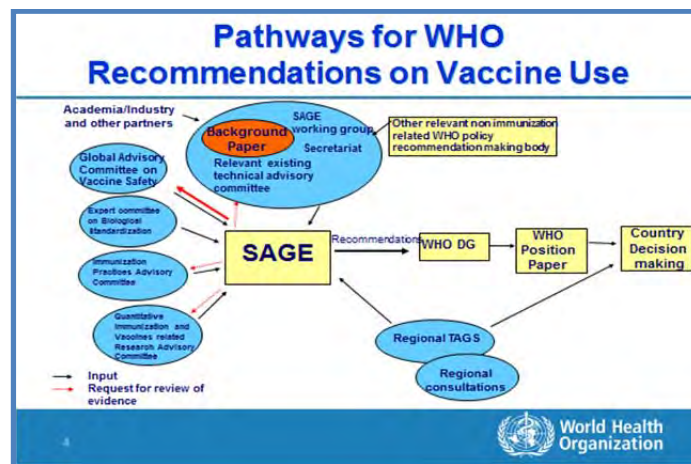 Pathways for WHO
Recommendations on Vaccine Use
Academia/Industry
and other partners
SAGE
working group
Background
Paper
Secretariat
Relevant existing
technical advisory
committee
Other relevant non immunization
related WHO policy
recommendation making body
Global Advisory
Committee on
Vaccine Safety
Expert committee
on Biological
Standardization
Immunization
Practices Advisory
Committee
Quantitative
Immunization and
Vaccines related
Research Advisory
Committee
SAGE
Recommendations
WHO DG
WHO
Position
Paper
Country
Decision
making
Regional TAGS
Regional
consultations
Input
Request for review of
evidence
4
World Health
Organization